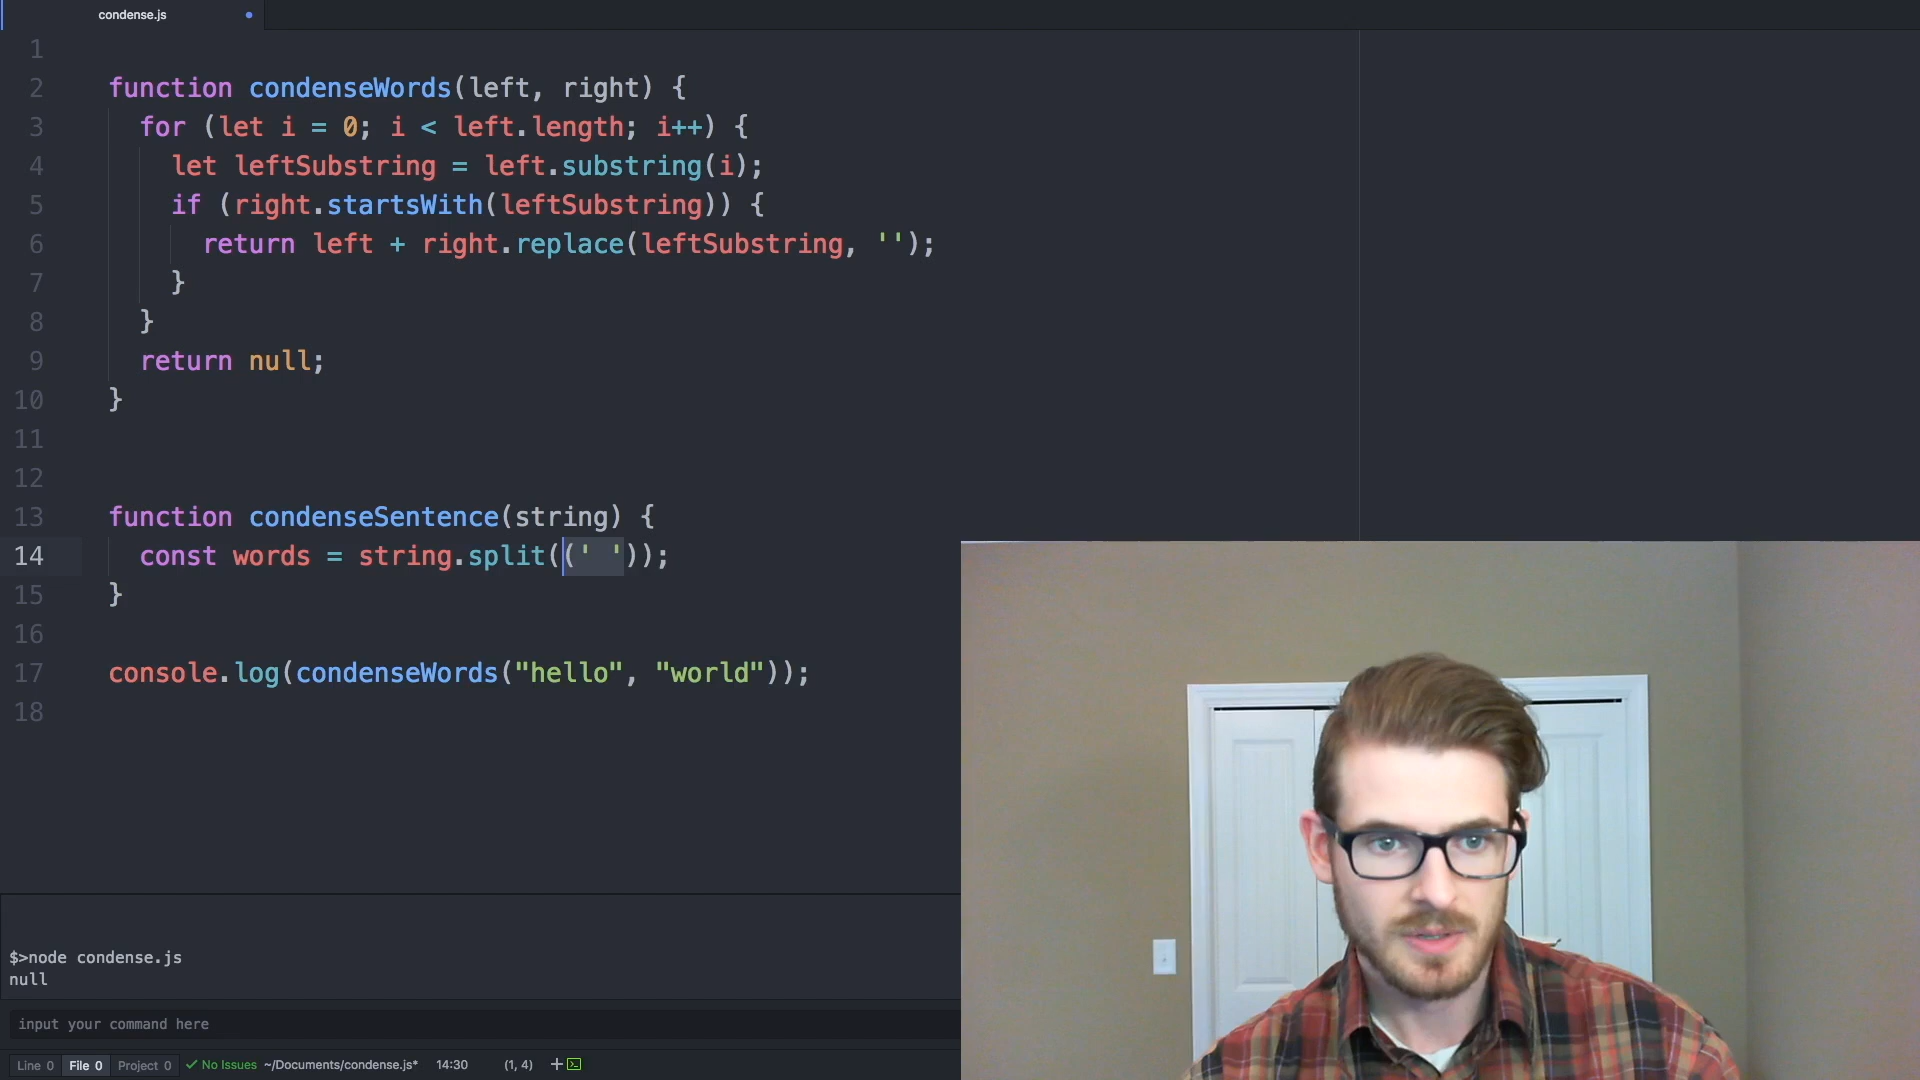 condense.js
1
2 function condenseWords(left, right) {
3 for (let i = 0; i < left.length; i++) {
4 let leftSubstring = left.substring(i);
5 if (right.startsWith(leftSubstring)) {
6 return left + right.replace(leftSubstring, '');
7 }
8 }
9 return null;
10 }
11
12
13 function condenseSentence(string) {
14 const words = string.split((' '));
15 }
16
17 console.log(condenseWords("hello", "world"));
18
$>node condense.js
null
input your command here
Line 0 File 0 Project 0 No Issues ~/Documents/condense.js* 14:30 (1, 4) +